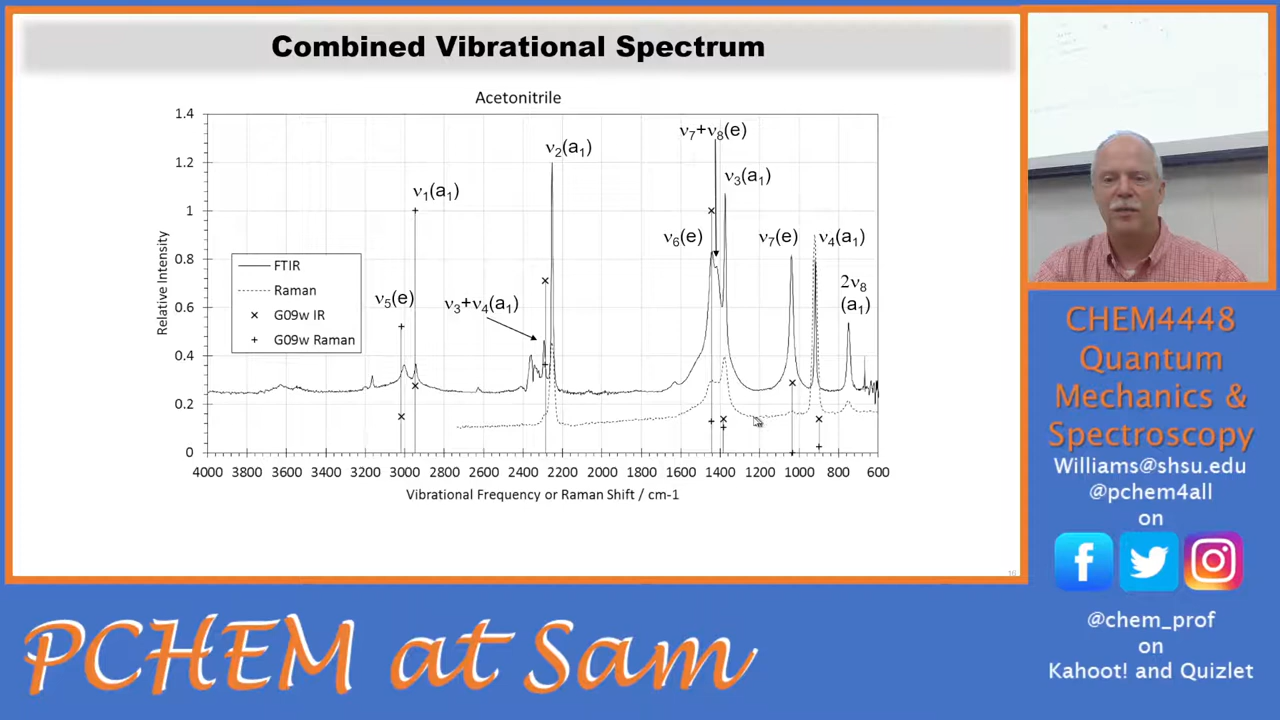 Combined Vibrational Spectrum
Acetonitrile
Relative Intensity
1.4
1.2
1
0.8
0.6
0.4
0.2
0
ν5(e)
ν1(a1)
ν3+ν4(a1)
ν2(a1)
ν7+ν8(e)
ν3(a1)
ν6(e)
ν7(e)
ν4(a1)
2ν8
(a1)
FTIR
Raman
G09w IR
G09w Raman
4000 3800 3600 3400 3200 3000 2800 2600 2400 2200 2000 1800 1600 1400 1200 1000 800 600
Vibrational Frequency or Raman Shift / cm-1
16
CHEM4448
Quantum
Mechanics &
Spectroscopy
Williams@shsu.edu
@pchem4all
on
@chem_prof
on
Kahoot! and Quizlet
PCHEM at Sam